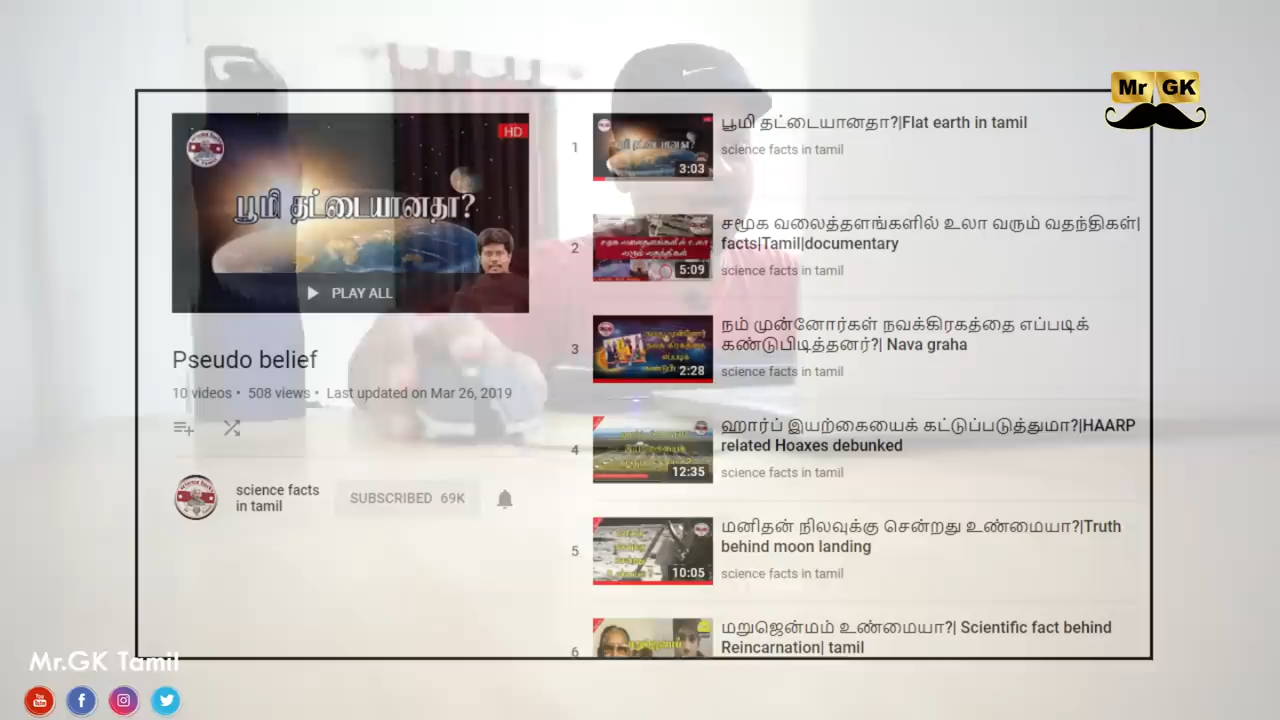 Mr GK
HD
பூமி தட்டையானதா?
PLAY ALL
Pseudo belief
10 videos • 508 views • Last updated on Mar 26, 2019
science facts
in tamil
SUBSCRIBED 69K
1
3:03
பூமி தட்டையானதா?|Flat earth in tamil
science facts in tamil
2
5:09
சமூக வலைத்தளங்களில் உலா வரும் வதந்திகள்|
facts|Tamil|documentary
science facts in tamil
3
2:28
நம் முன்னோர்கள் நவக்கிரகத்தை எப்படிக்
கண்டுபிடித்தனர்?| Nava graha
science facts in tamil
4
12:35
ஹார்ப் இயற்கையைக் கட்டுப்படுத்துமா?|HAARP
related Hoaxes debunked
science facts in tamil
5
10:05
மனிதன் நிலவுக்கு சென்றது உண்மையா?|Truth
behind moon landing
science facts in tamil
6
மறுஜென்மம் உண்மையா?| Scientific fact behind
Reincarnation| tamil
Mr.GK Tamil